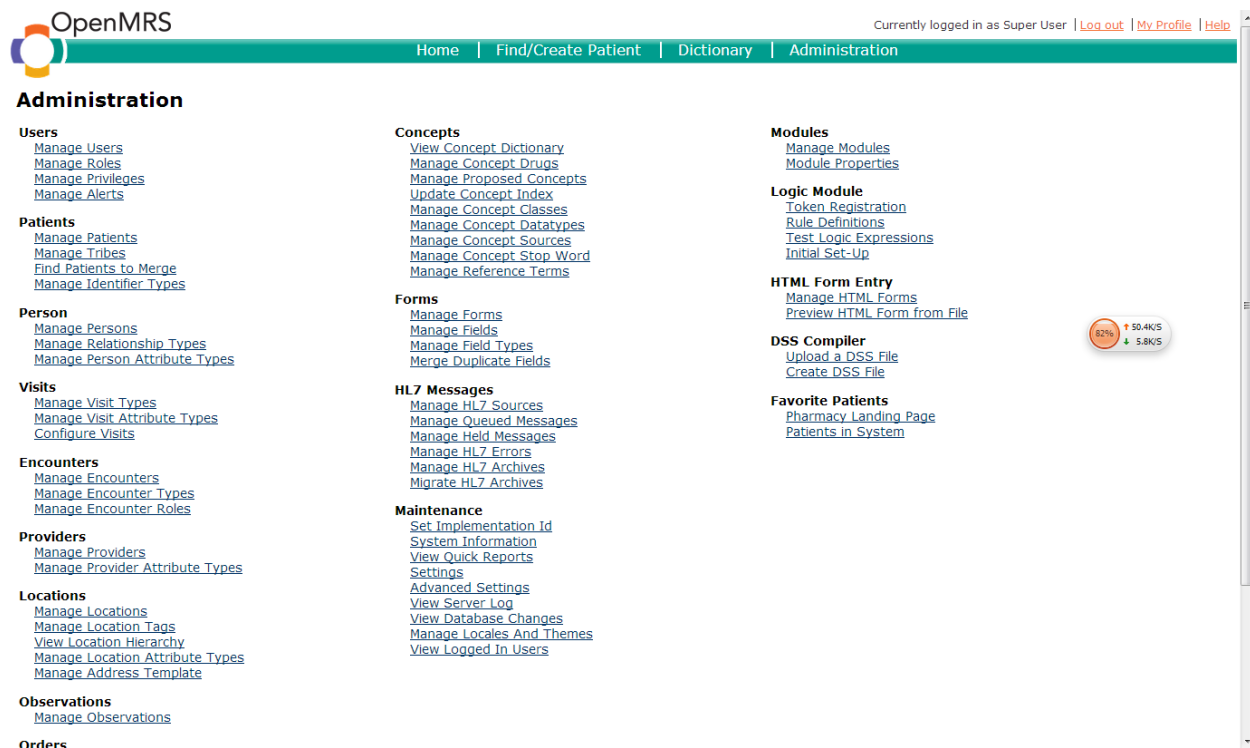 OpenMRS
Currently logged in as Super User | Log out | My Profile | Help
Home | Find/Create Patient | Dictionary | Administration
Administration
Users
Manage Users
Manage Roles
Manage Privileges
Manage Alerts
Patients
Manage Patients
Manage Tribes
Find Patients to Merge
Manage Identifier Types
Person
Manage Persons
Manage Relationship Types
Manage Person Attribute Types
Visits
Manage Visit Types
Manage Visit Attribute Types
Configure Visits
Encounters
Manage Encounters
Manage Encounter Types
Manage Encounter Roles
Providers
Manage Providers
Manage Provider Attribute Types
Locations
Manage Locations
Manage Location Tags
View Location Hierarchy
Manage Location Attribute Types
Manage Address Template
Observations
Manage Observations
Orders
Concepts
View Concept Dictionary
Manage Concept Drugs
Manage Proposed Concepts
Update Concept Index
Manage Concept Classes
Manage Concept Datatypes
Manage Concept Sources
Manage Concept Stop Word
Manage Reference Terms
Forms
Manage Forms
Manage Fields
Manage Field Types
Merge Duplicate Fields
HL7 Messages
Manage HL7 Sources
Manage Queued Messages
Manage Held Messages
Manage HL7 Errors
Manage HL7 Archives
Migrate HL7 Archives
Maintenance
Set Implementation Id
System Information
View Quick Reports
Settings
Advanced Settings
View Server Log
View Database Changes
Manage Locales And Themes
View Logged In Users
Modules
Manage Modules
Module Properties
Logic Module
Token Registration
Rule Definitions
Test Logic Expressions
Initial Set-Up
HTML Form Entry
Manage HTML Forms
Preview HTML Form from File
DSS Compiler
Upload a DSS File
Create DSS File
Favorite Patients
Pharmacy Landing Page
Patients in System
82%
50.4K/S
5.8K/S